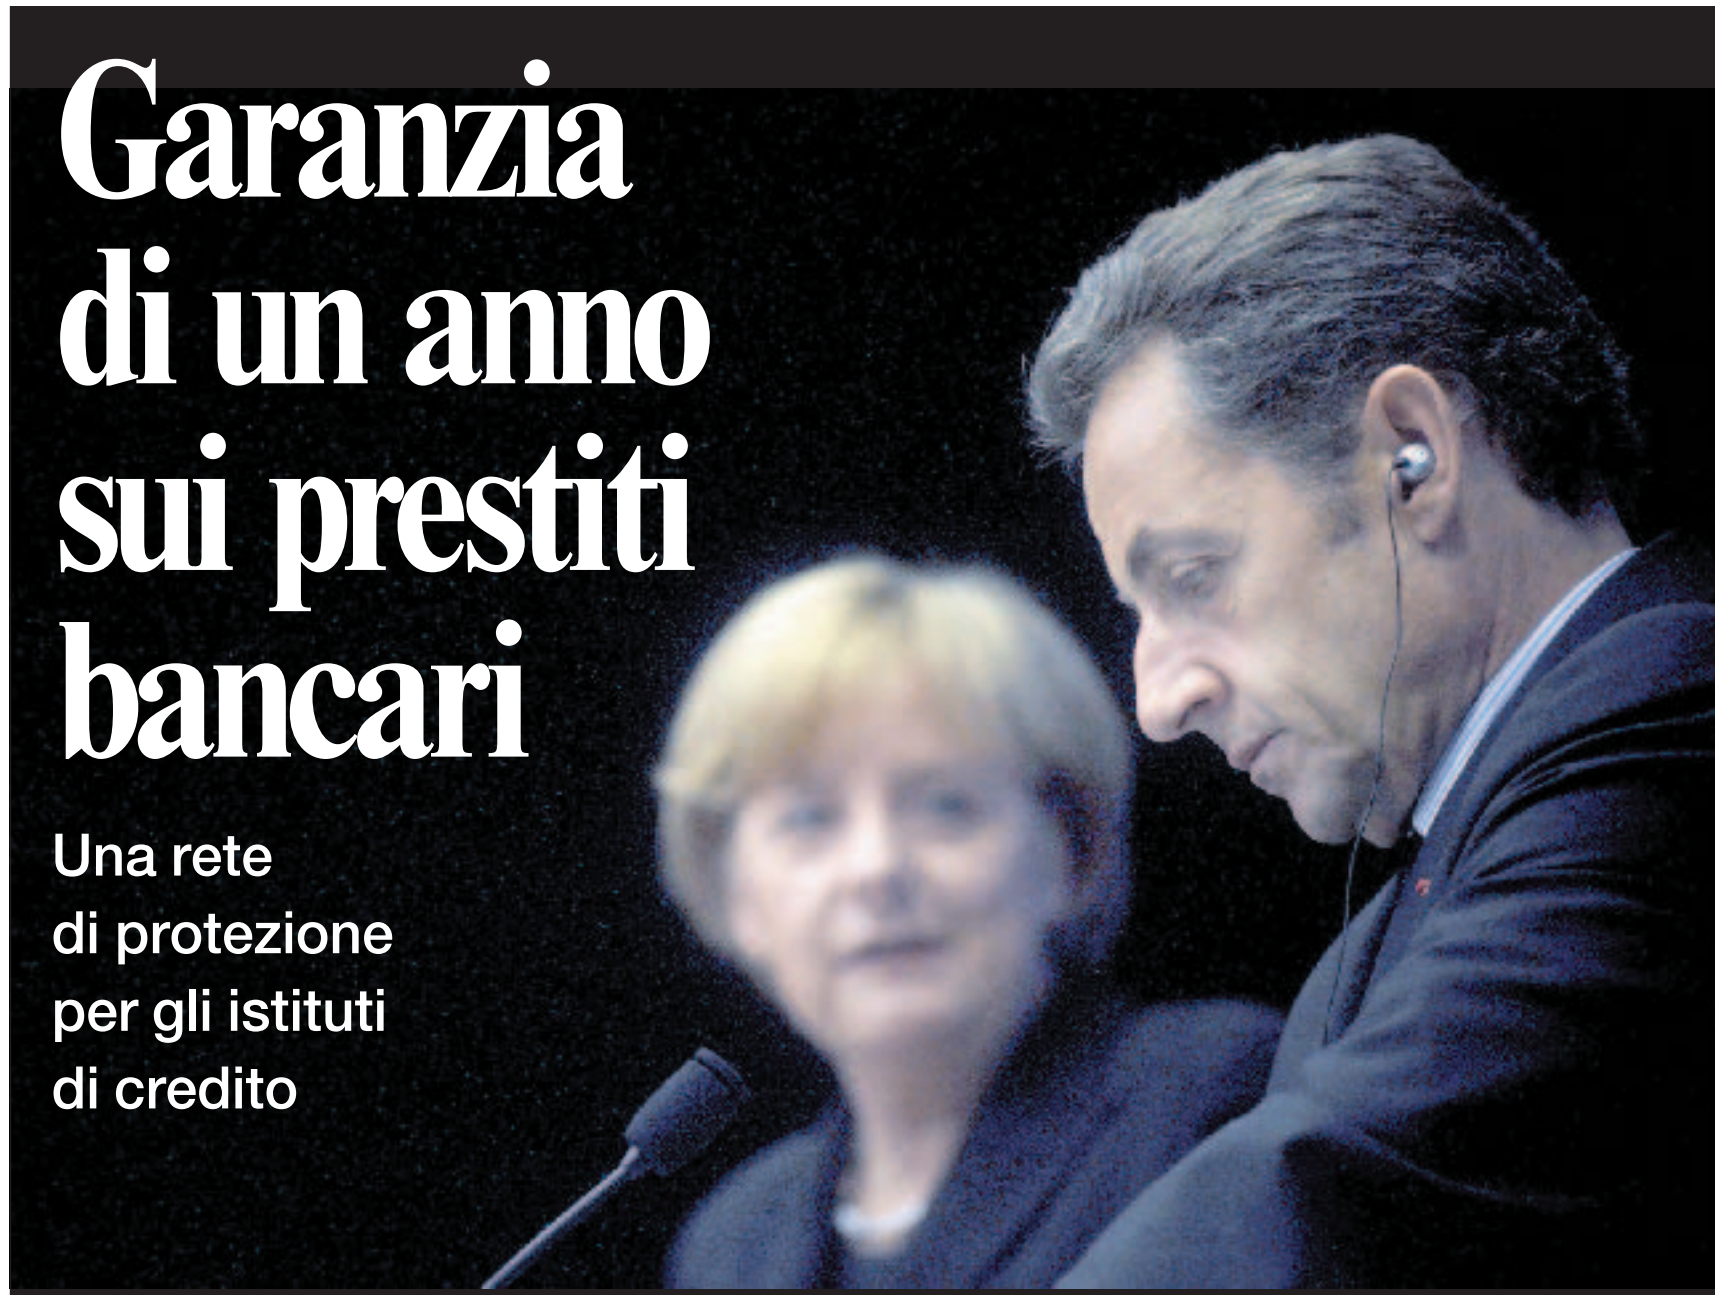 Garanzia
di un anno
sui prestiti
bancari
Una rete
di protezione
per gli istituti
di credito